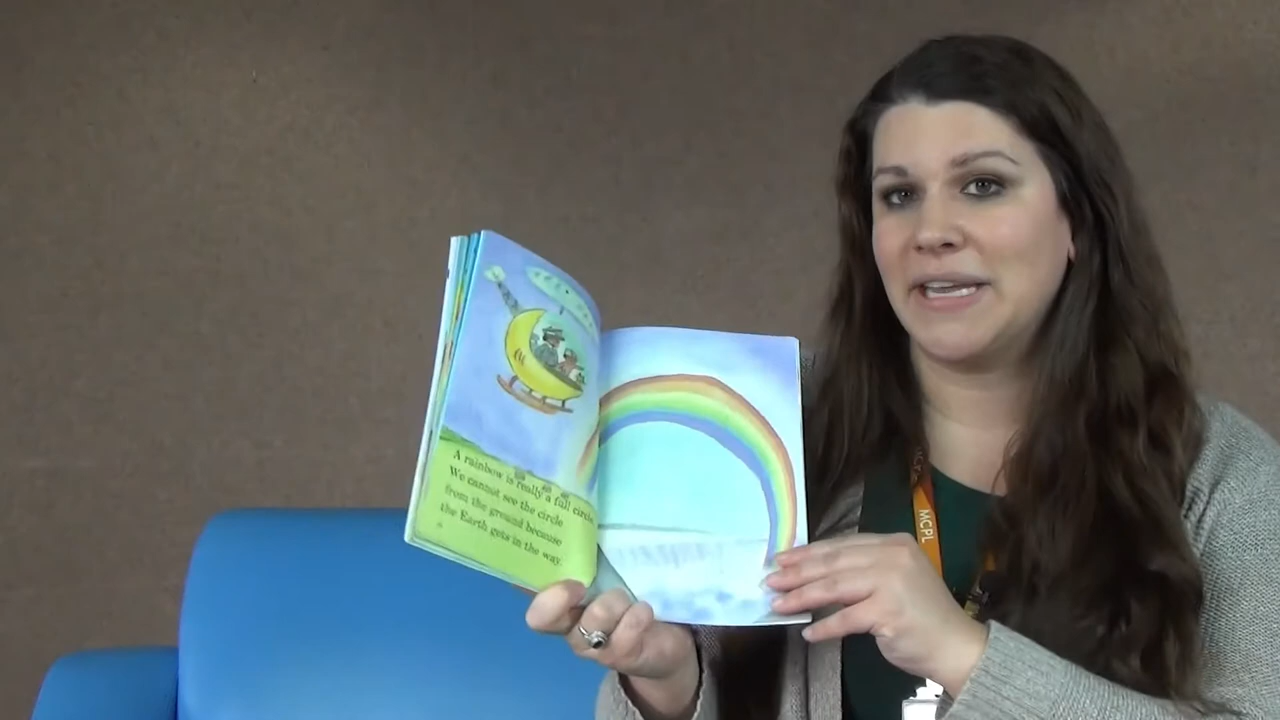 A rainbow is really a full circle.
We cannot see the circle
from the ground because
the Earth gets in the way.
MCPL